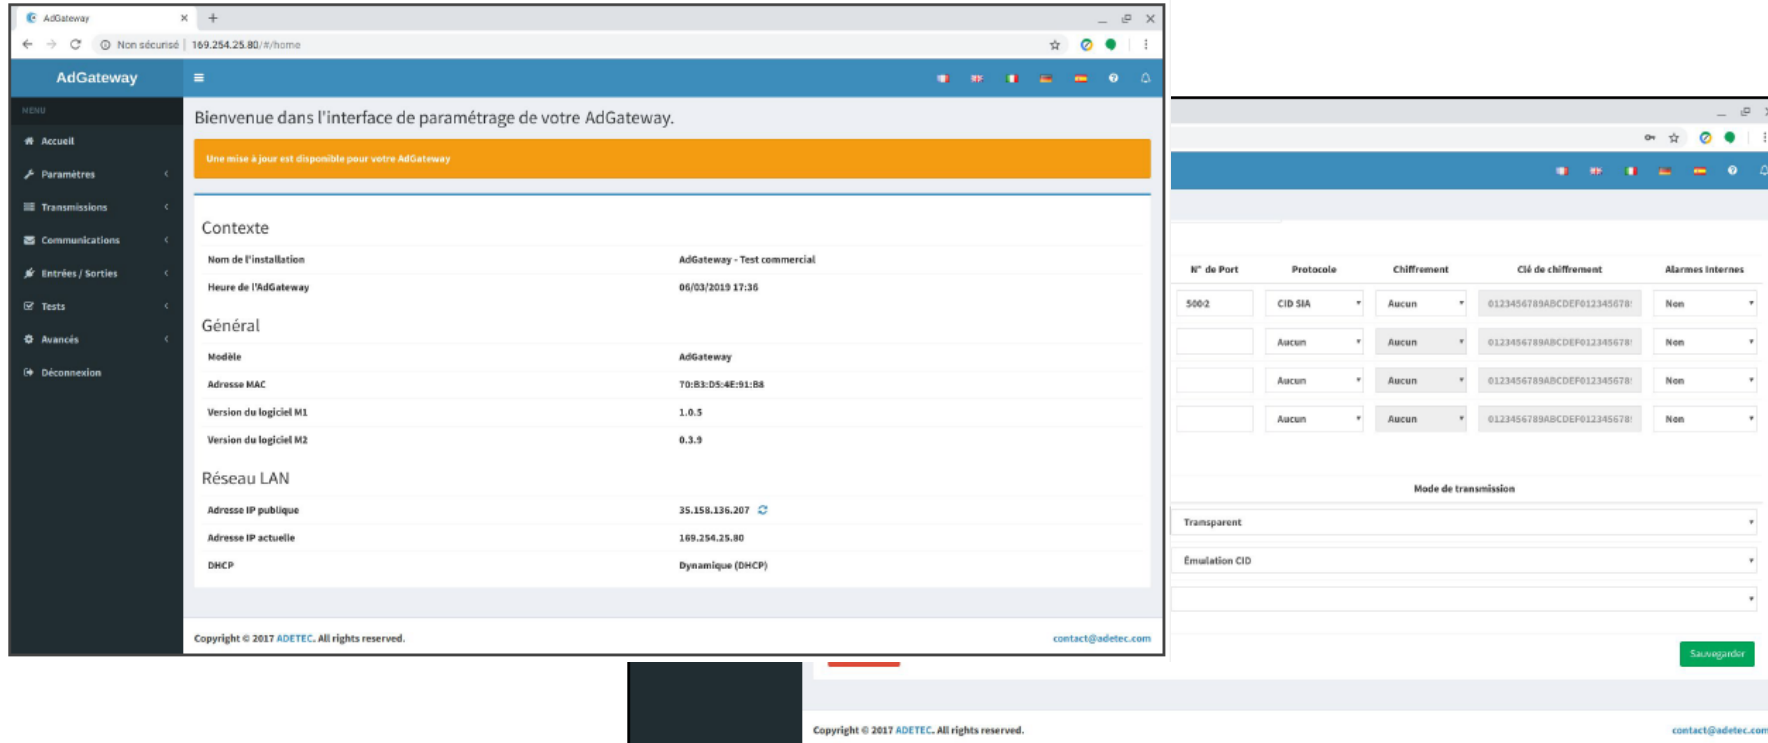 AdGateway
Non sécurisé | 169.254.25.80/#/home
AdGateway
MENU
Accueil
Paramètres
Transmissions
Communications
Entrées / Sorties
Tests
Avancés
Déconnexion
Bienvenue dans l'interface de paramétrage de votre AdGateway.
Une mise à jour est disponible pour votre AdGateway
Contexte
Nom de l'installation AdGateway - Test commercial
Heure de l'AdGateway 06/03/2019 17:36
Général
Modèle AdGateway
Adresse MAC 70:B3:D5:4E:91:B8
Version du logiciel M1 1.0.5
Version du logiciel M2 0.3.9
Réseau LAN
Adresse IP publique 35.158.136.207
Adresse IP actuelle 169.254.25.80
DHCP Dynamique (DHCP)
Copyright © 2017 ADETEC. All rights reserved. contact@adetec.com
N° de Port Protocole Chiffrement Clé de chiffrement Alarmes Internes
5002 CID SIA Aucun 0123456789ABCDEF012345678 Non
Aucun Aucun 0123456789ABCDEF012345678 Non
Aucun Aucun 0123456789ABCDEF012345678 Non
Aucun Aucun 0123456789ABCDEF012345678 Non
Mode de transmission
Transparent
Émulation CID
Sauvegarder
Copyright © 2017 ADETEC. All rights reserved. contact@adetec.com